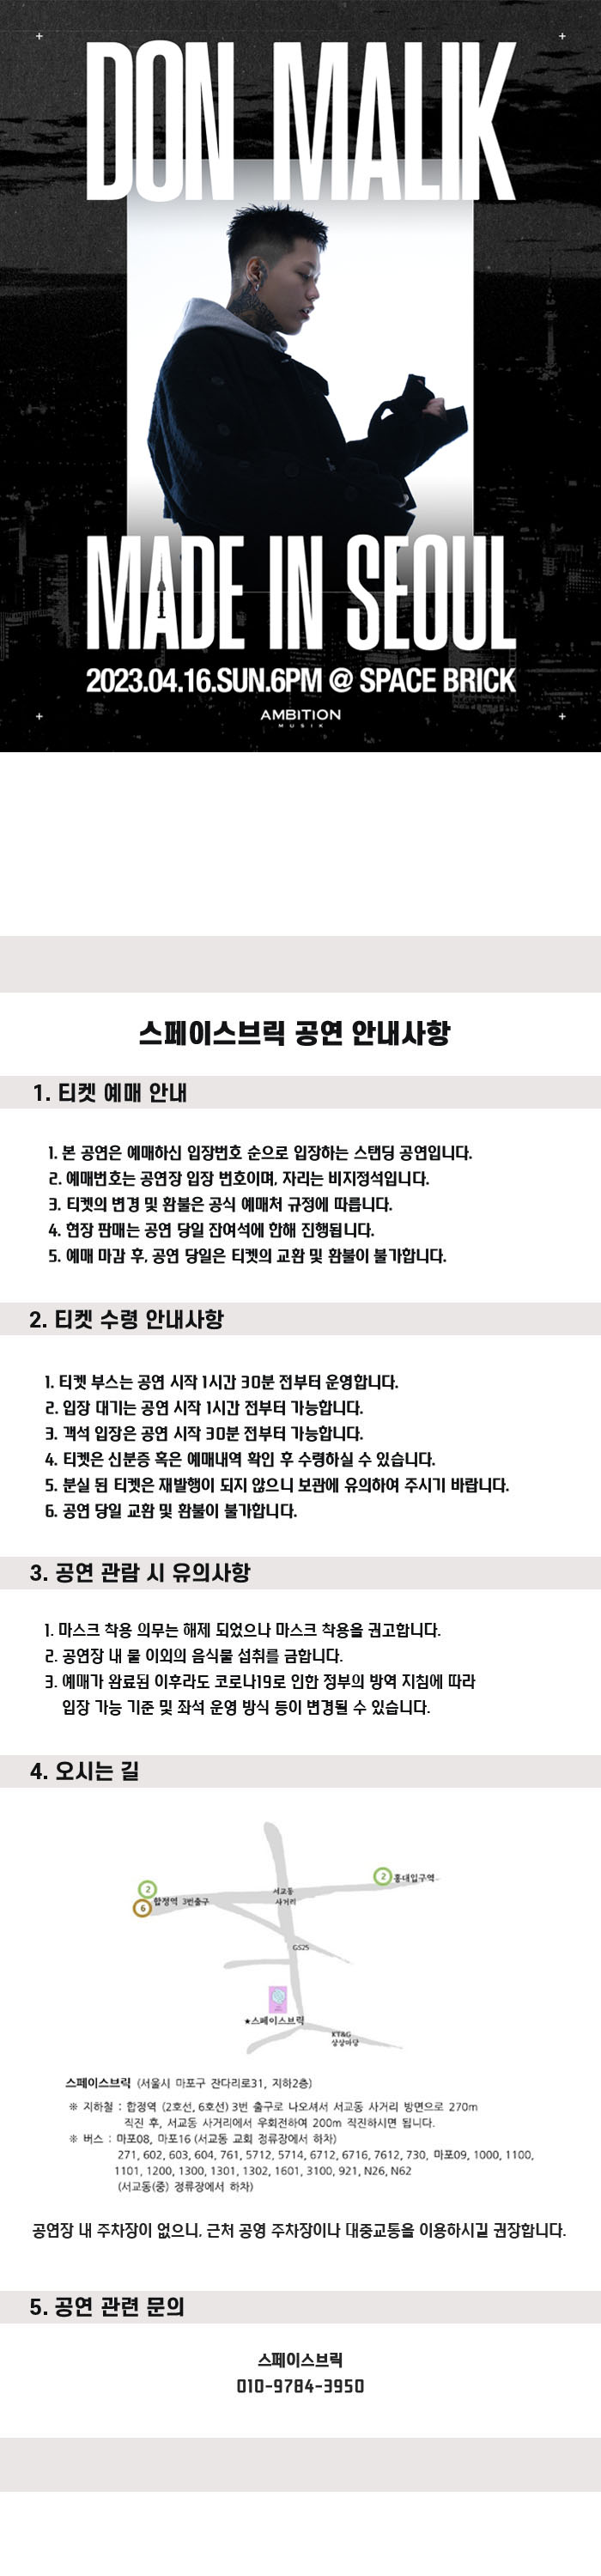 DON MALIK
MADE IN SEOUL
2023.04.16.SUN.6PM @ SPACE BRICK
AMBITION
MUSIK
스페이스브릭 공연 안내사항
1. 티켓 예매 안내
1. 본 공연은 예매하신 입장번호 순으로 입장하는 스탠딩 공연입니다.
2. 예매번호는 공연장 입장 번호이며, 자리는 비지정석입니다.
3. 티켓의 변경 및 환불은 공식 예매처 규정에 따릅니다.
4. 현장 판매는 공연 당일 잔여석에 한해 진행됩니다.
5. 예매 마감 후, 공연 당일은 티켓의 교환 및 환불이 불가합니다.
2. 티켓 수령 안내사항
1. 티켓 부스는 공연 시작 1시간 30분 전부터 운영합니다.
2. 입장 대기는 공연 시작 1시간 전부터 가능합니다.
3. 객석 입장은 공연 시작 30분 전부터 가능합니다.
4. 티켓은 신분증 혹은 예매내역 확인 후 수령하실 수 있습니다.
5. 분실 된 티켓은 재발행이 되지 않으니 보관에 유의하여 주시기 바랍니다.
6. 공연 당일 교환 및 환불이 불가합니다.
3. 공연 관람 시 유의사항
1. 마스크 착용 의무는 해제 되었으나 마스크 착용을 권고합니다.
2. 공연장 내 물 이외의 음식물 섭취를 금합니다.
3. 예매가 완료된 이후라도 코로나19로 인한 정부의 방역 지침에 따라
입장 가능 기준 및 좌석 운영 방식 등이 변경될 수 있습니다.
4. 오시는 길
2 홍대입구역
2
6 합정역 3번출구
서교동
사거리
GS25
★스페이스브릭
KT&G
상상마당
스페이스브릭 (서울시 마포구 잔다리로31, 지하2층)
※ 지하철 : 합정역 (2호선, 6호선) 3번 출구로 나오셔서 서교동 사거리 방면으로 270m
직진 후, 서교동 사거리에서 우회전하여 200m 직진하시면 됩니다.
※ 버스 : 마포08, 마포16 (서교동 교회 정류장에서 하차)
271, 602, 603, 604, 761, 5712, 5714, 6712, 6716, 7612, 730, 마포09, 1000, 1100,
1101, 1200, 1300, 1301, 1302, 1601, 3100, 921, N26, N62
(서교동(중) 정류장에서 하차)
공연장 내 주차장이 없으니, 근처 공영 주차장이나 대중교통을 이용하시길 권장합니다.
5. 공연 관련 문의
스페이스브릭
010-9784-3950